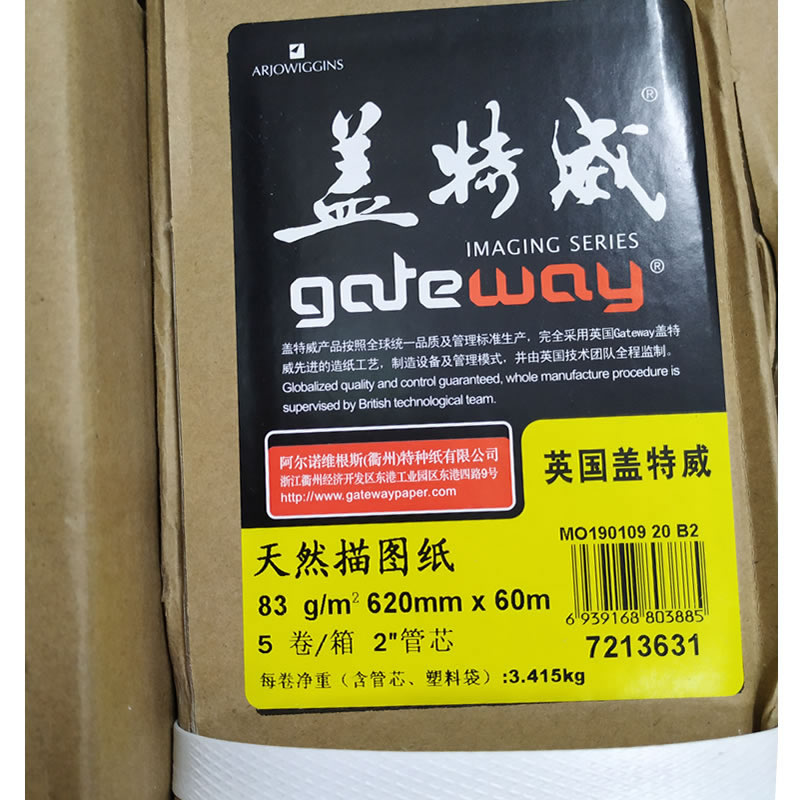 ARJOWIGGINS
盖特威®
IMAGING SERIES
gateway®
盖特威产品按照全球统一品质及管理标准生产，完全采用英国Gateway盖特
威先进的造纸工艺，制造设备及管理模式，并由英国技术团队全程监制。
Globalized quality and control guaranteed, whole manufacture procedure is
supervised by British technological team.
阿尔诺维根斯(衢州)特种纸有限公司
浙江衢州经济开发区东港工业园区东港四路9号
http://www.gatewaypaper.com
英国盖特威
天然描图纸
MO190109 20 B2
83 g/m² 620mm x 60m
6 939168 803885
5 卷/箱 2"管芯
7213631
每卷净重（含管芯、塑料袋）:3.415kg